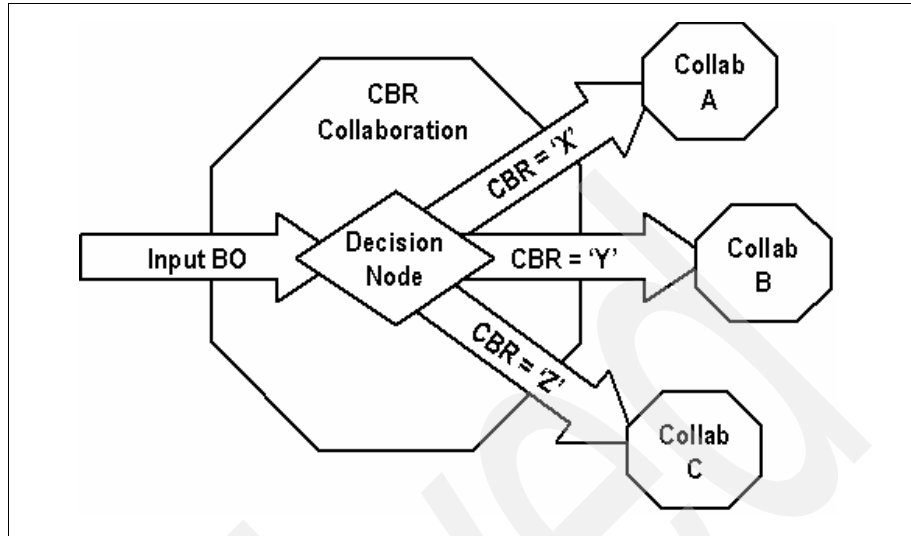 CBR
Collaboration
Input BO
Decision
Node
CBR = 'X'
CBR = 'Y'
CBR = 'Z'
Collab
A
Collab
B
Collab
C